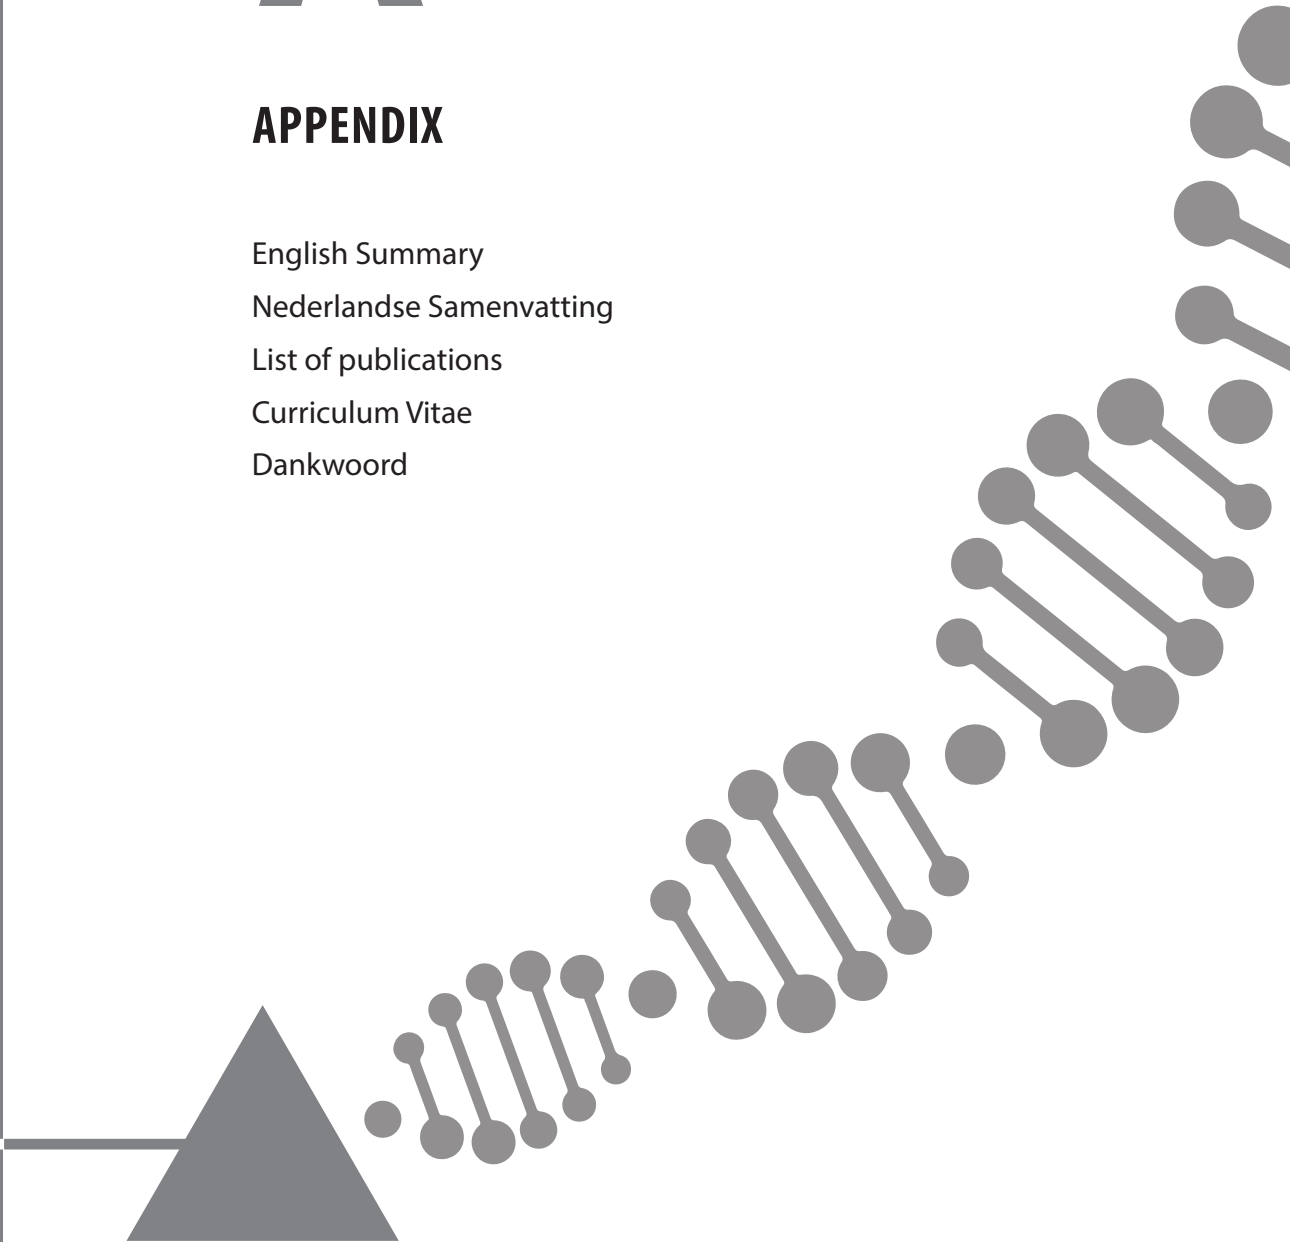 APPENDIX
English Summary
Nederlandse Samenvatting
List of publications
Curriculum Vitae
Dankwoord